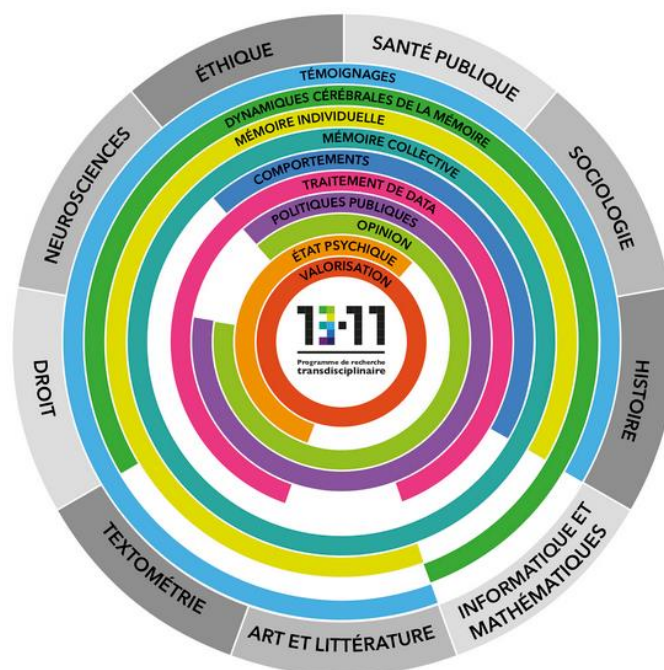 ÉTHIQUE
SANTÉ PUBLIQUE
SOCIOLOGIE
HISTOIRE
INFORMATIQUE ET
MATHÉMATIQUES
ART ET LITTÉRATURE
TEXTOMÉTRIE
DROIT
NEUROSCIENCES
TÉMOIGNAGES
DYNAMIQUES CÉRÉBRALES DE LA MÉMOIRE
MÉMOIRE INDIVIDUELLE
MÉMOIRE COLLECTIVE
COMPORTEMENTS
TRAITEMENT DE DATA
POLITIQUES PUBLIQUES
OPINION
ÉTAT PSYCHIQUE
VALORISATION
13·11
Programme de recherche
transdisciplinaire